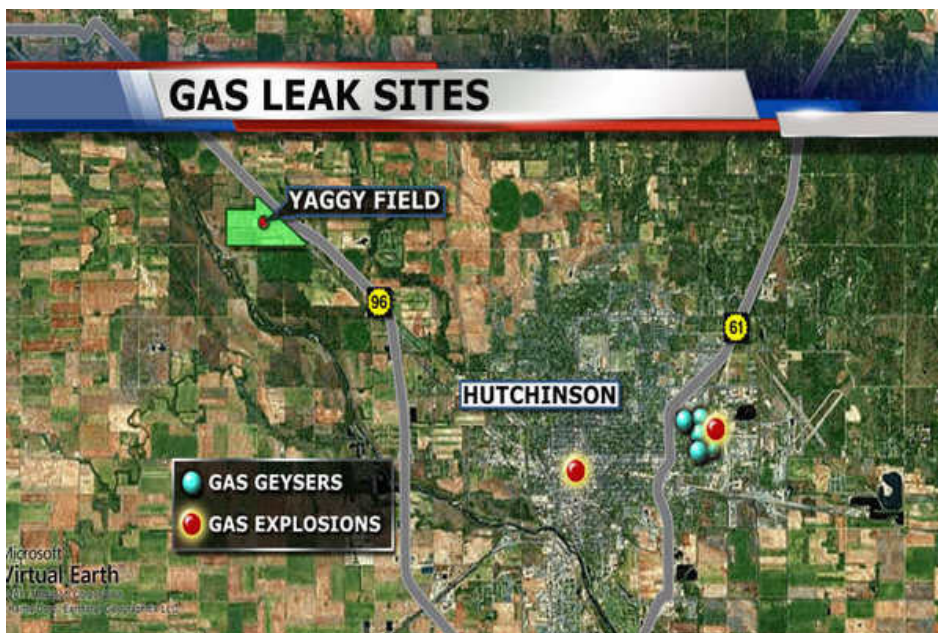 GAS LEAK SITES
YAGGY FIELD
96
61
HUTCHINSON
GAS GEYSERS
GAS EXPLOSIONS
Microsoft
Virtual Earth